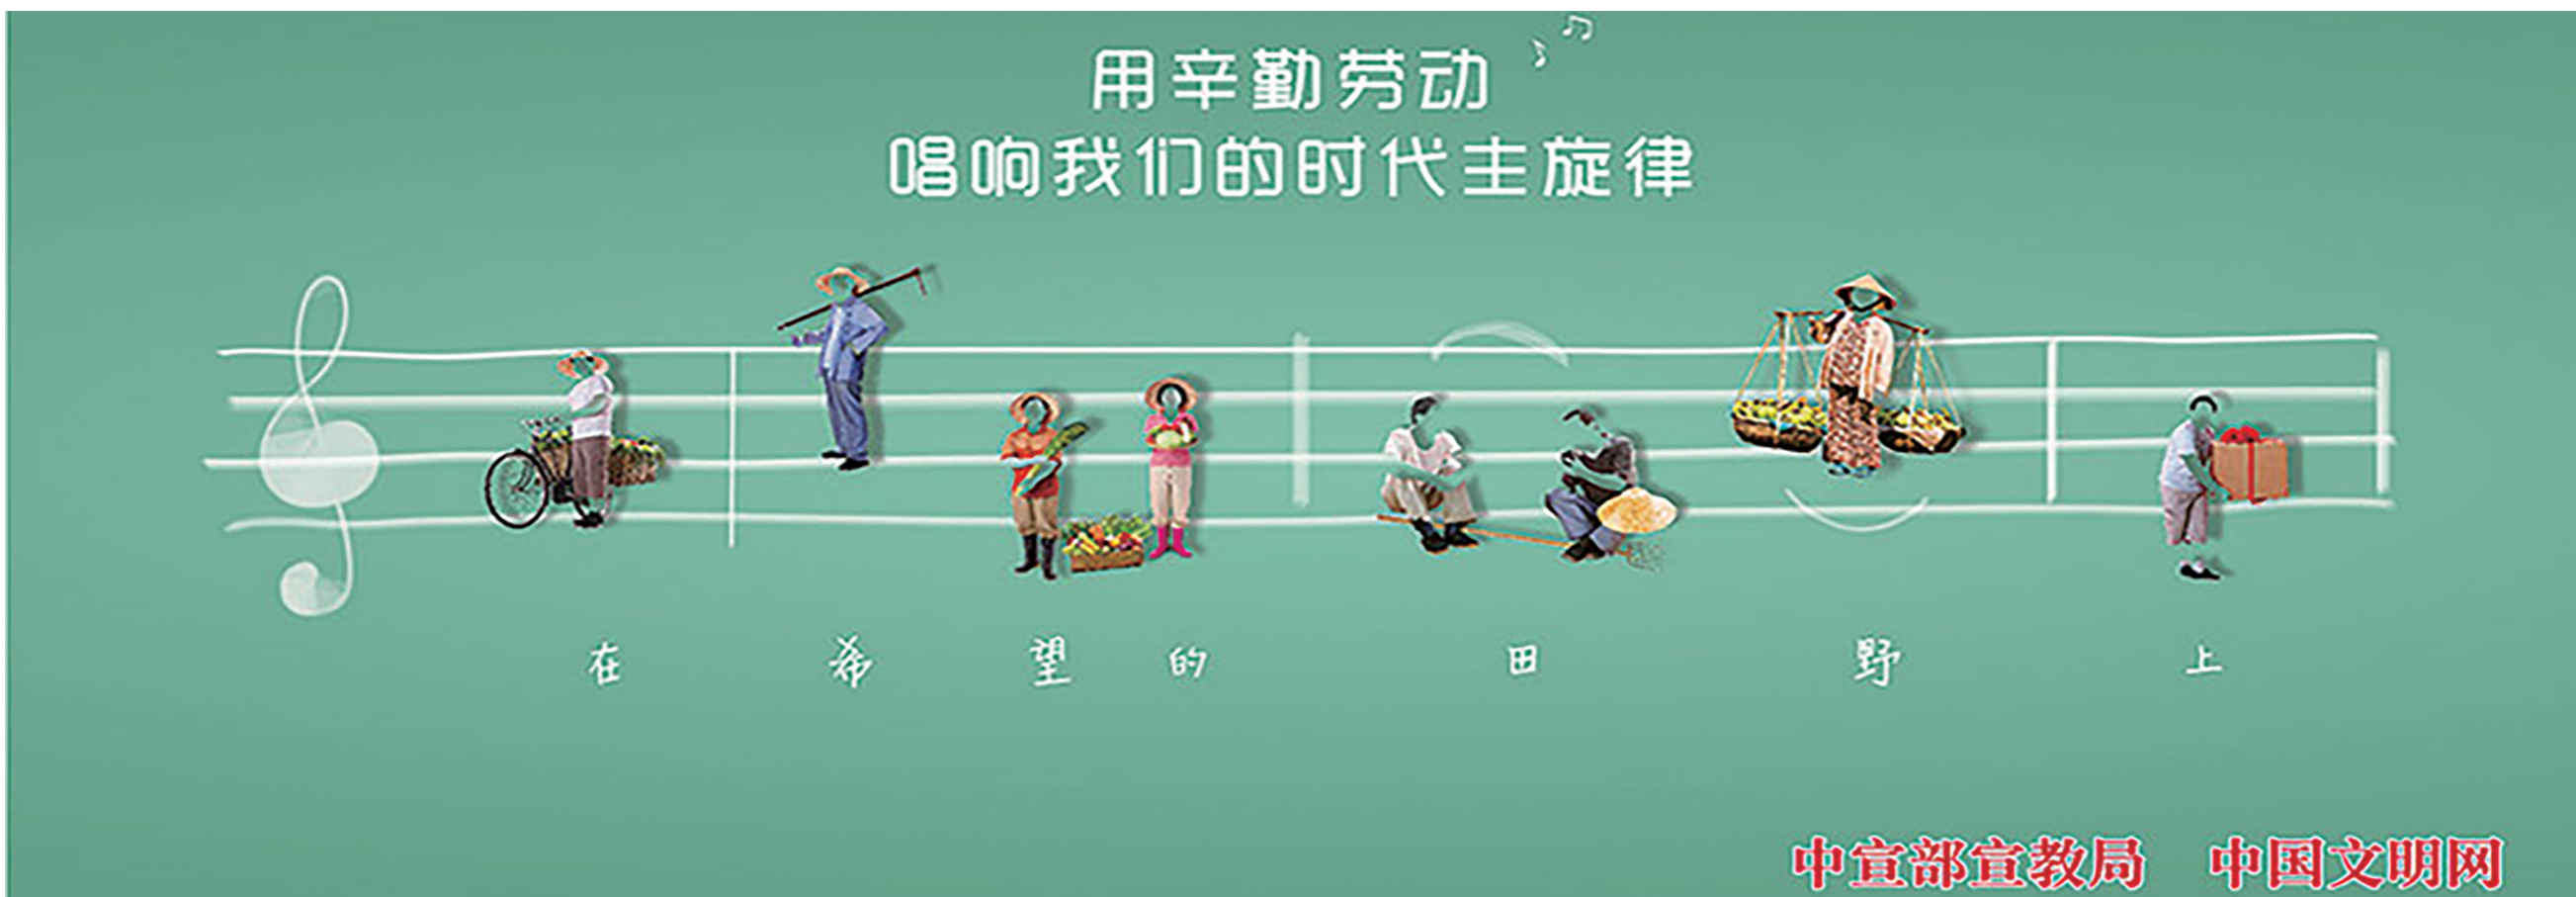 用辛勤劳动
唱响我们的时代主旋律
在希望的田野上
中宣部宣教局 中国文明网